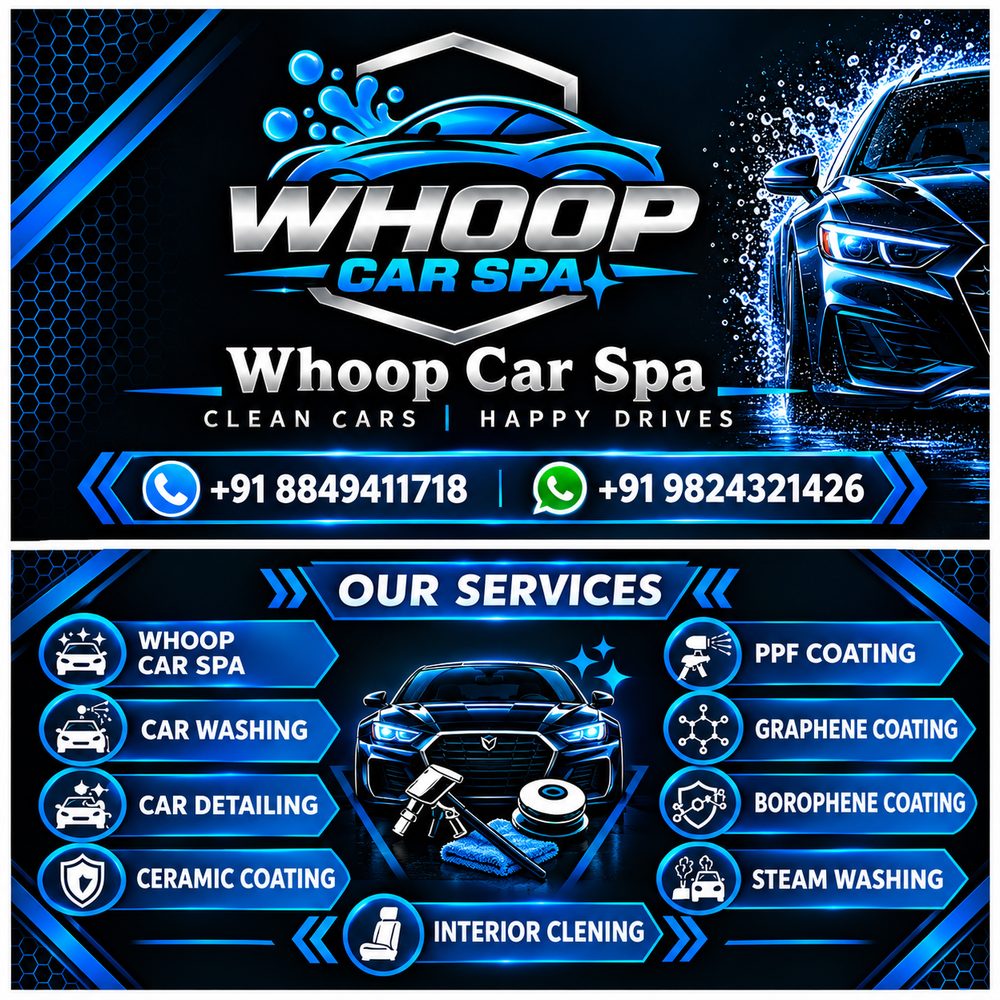 WHOOP
CAR SPA
Whoop Car Spa
CLEAN CARS | HAPPY DRIVES
+91 8849411718 | +91 9824321426
OUR SERVICES
WHOOP
CAR SPA
CAR WASHING
CAR DETAILING
CERAMIC COATING
PPF COATING
GRAPHENE COATING
BOROPHENE COATING
STEAM WASHING
INTERIOR CLENING